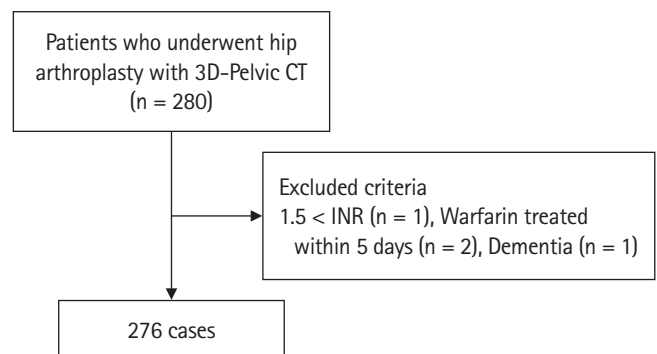 Patients who underwent hip
arthroplasty with 3D-Pelvic CT
(n = 280)
Excluded criteria
1.5 < INR (n = 1), Warfarin treated
within 5 days (n = 2), Dementia (n = 1)
276 cases